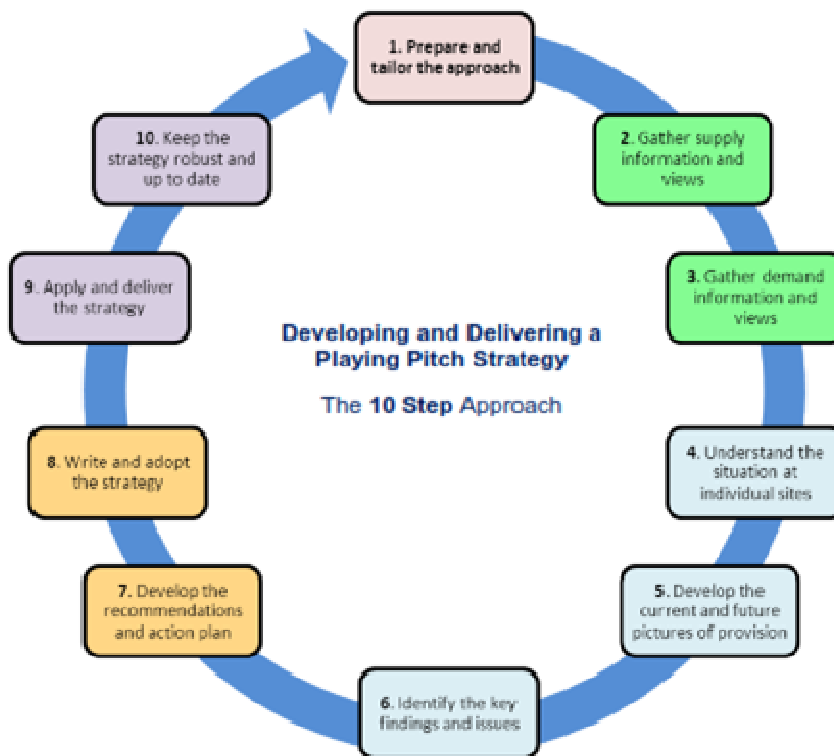 1. Prepare and
tailor the approach
2. Gather supply
information and
views
3. Gather demand
information and
views
4. Understand the
situation at
individual sites
5. Develop the
current and future
pictures of provision
6. Identify the key
findings and issues
7. Develop the
recommendations
and action plan
8. Write and adopt
the strategy
9. Apply and deliver
the strategy
10. Keep the
strategy robust and
up to date
Developing and Delivering a
Playing Pitch Strategy
The 10 Step Approach